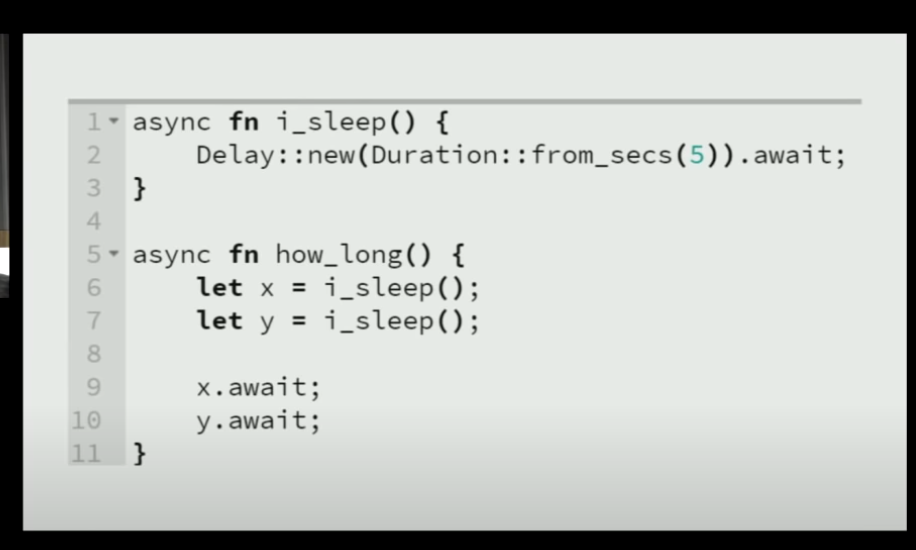 1 async fn i_sleep() {
2 Delay::new(Duration::from_secs(5)).await;
3 }
4
5 async fn how_long() {
6 let x = i_sleep();
7 let y = i_sleep();
8
9 x.await;
10 y.await;
11 }